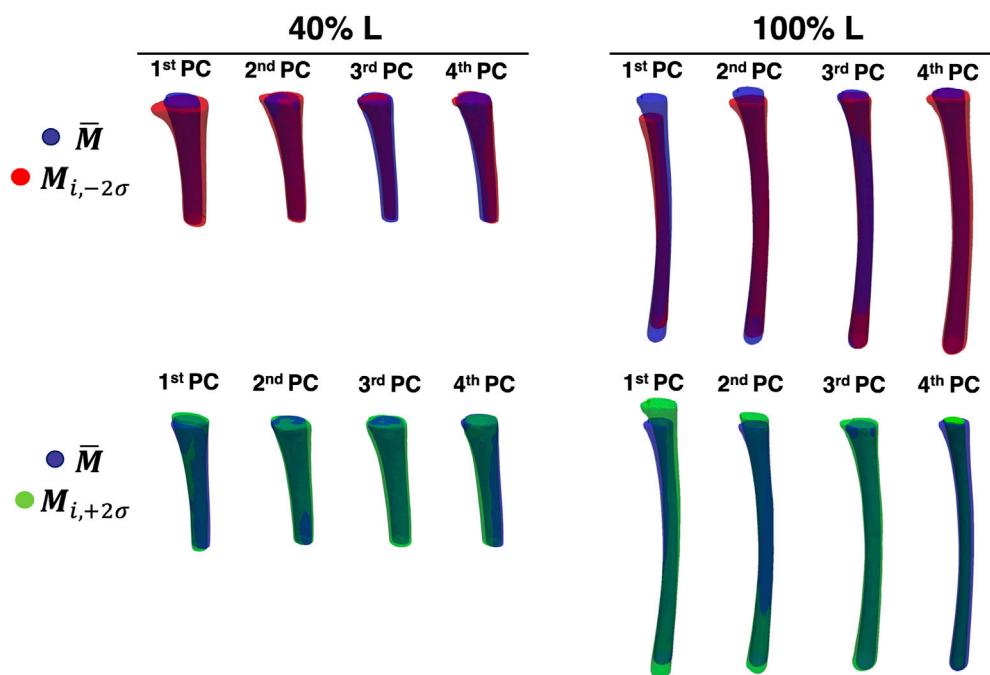 40% L 100% L
1st PC 2nd PC 3rd PC 4th PC 1st PC 2nd PC 3rd PC 4th PC
M̄
Mi,−2σ
1st PC 2nd PC 3rd PC 4th PC 1st PC 2nd PC 3rd PC 4th PC
M̄
Mi,+2σ